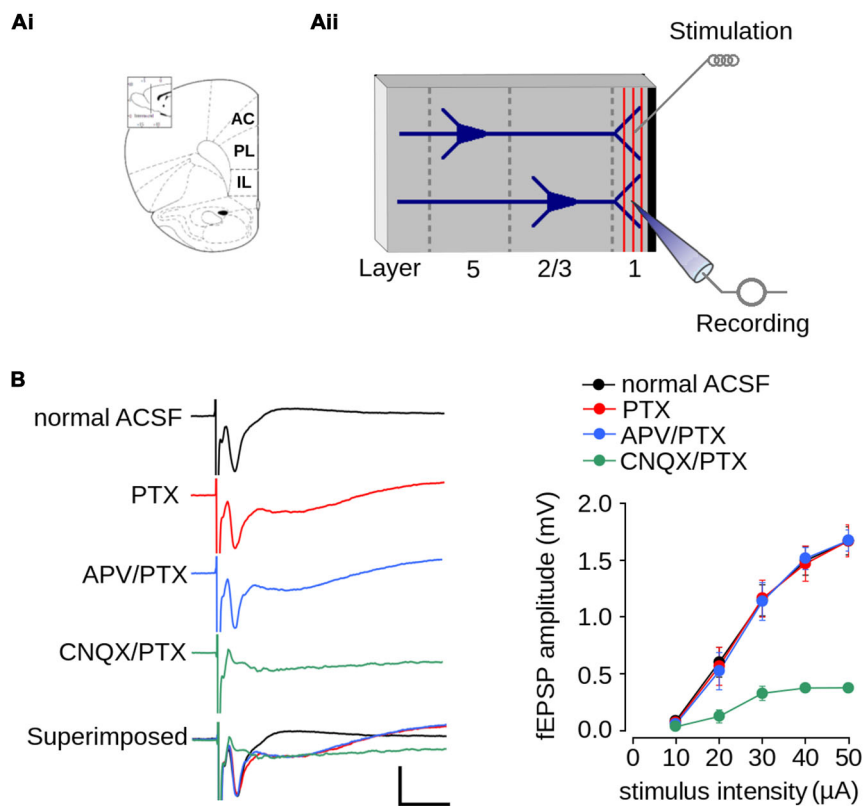 Ai
Aii
Stimulation
AC
PL
IL
Layer 5 2/3 1
Recording
B
normal ACSF
PTX
APV/PTX
CNQX/PTX
Superimposed
normal ACSF
PTX
APV/PTX
CNQX/PTX
fEPSP amplitude (mV)
2.0
1.5
1.0
0.5
0.0
0 10 20 30 40 50
stimulus intensity (µA)